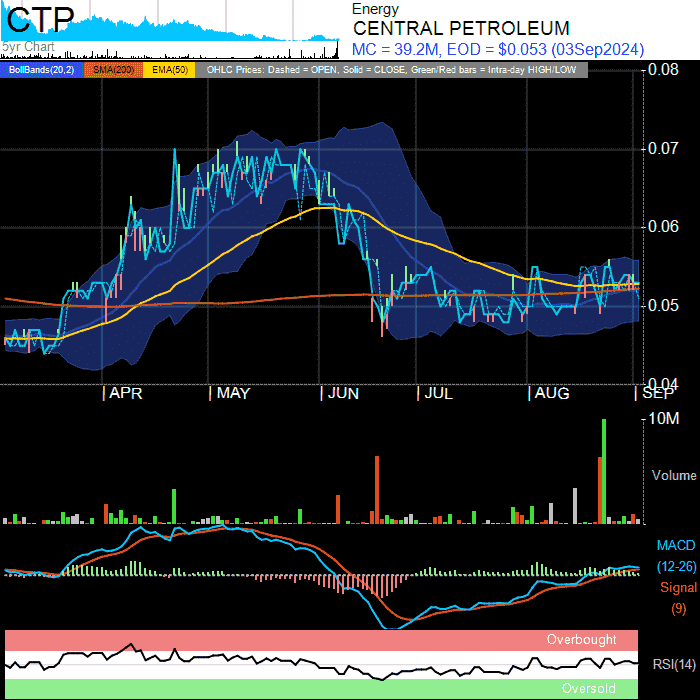 CTP
5yr Chart
Energy
CENTRAL PETROLEUM
MC = 39.2M, EOD = $0.053 (03Sep2024)
BollBands(20,2) SMA(200) EMA(50) OHLC Prices: Dashed = OPEN, Solid = CLOSE, Green/Red bars = Intra-day HIGH/LOW
0.08
0.07
0.06
0.05
0.04
APR MAY JUN JUL AUG SEP
10M
Volume
MACD
(12-26)
Signal
(9)
Overbought
RSI(14)
Oversold